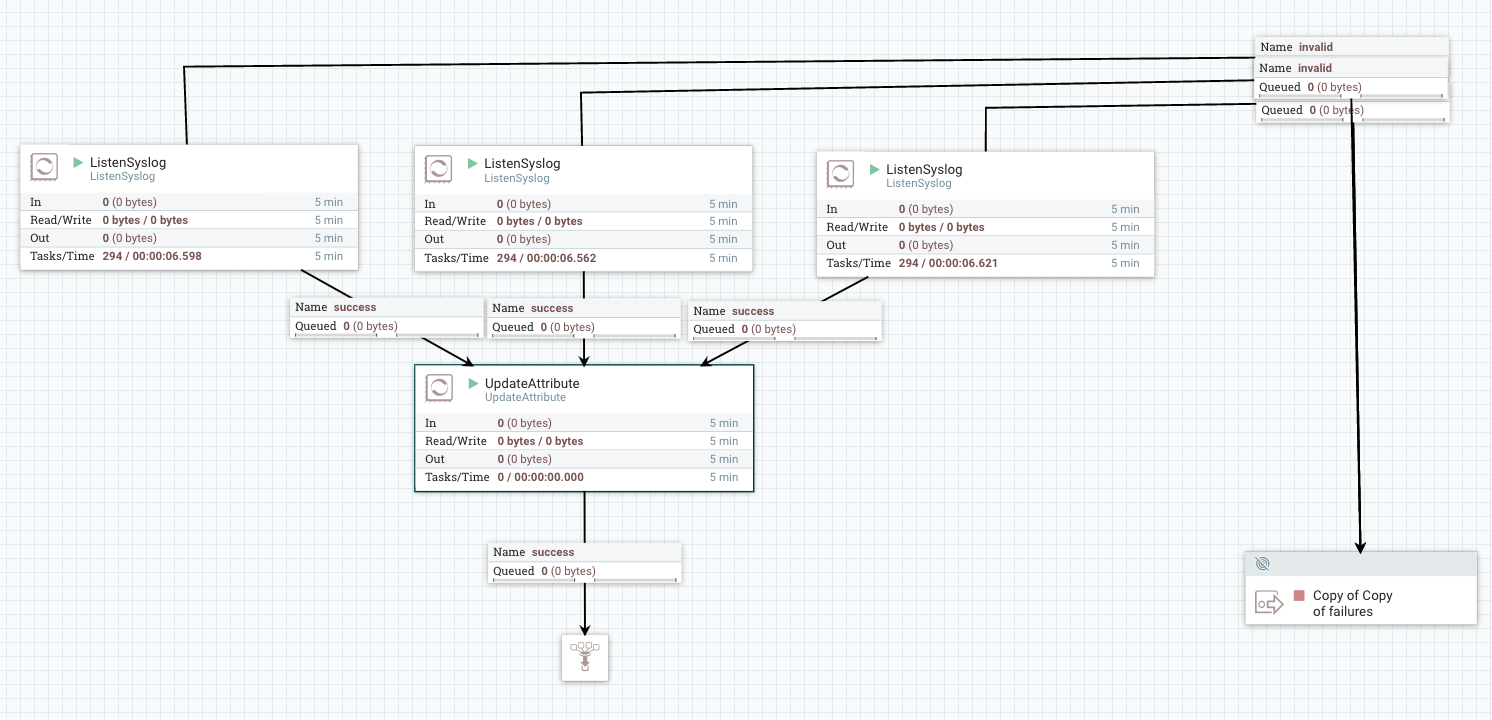 Name invalid
Name invalid
Queued 0 (0 bytes)
Queued 0 (0 bytes)
ListenSyslog
ListenSyslog
In 0 (0 bytes) 5 min
Read/Write 0 bytes / 0 bytes 5 min
Out 0 (0 bytes) 5 min
Tasks/Time 294 / 00:00:06.598 5 min
ListenSyslog
ListenSyslog
In 0 (0 bytes) 5 min
Read/Write 0 bytes / 0 bytes 5 min
Out 0 (0 bytes) 5 min
Tasks/Time 294 / 00:00:06.562 5 min
ListenSyslog
ListenSyslog
In 0 (0 bytes) 5 min
Read/Write 0 bytes / 0 bytes 5 min
Out 0 (0 bytes) 5 min
Tasks/Time 294 / 00:00:06.621 5 min
Name success
Queued 0 (0 bytes)
Name success
Queued 0 (0 bytes)
Name success
Queued 0 (0 bytes)
UpdateAttribute
UpdateAttribute
In 0 (0 bytes) 5 min
Read/Write 0 bytes / 0 bytes 5 min
Out 0 (0 bytes) 5 min
Tasks/Time 0 / 00:00:00.000 5 min
Name success
Queued 0 (0 bytes)
Copy of Copy
of failures